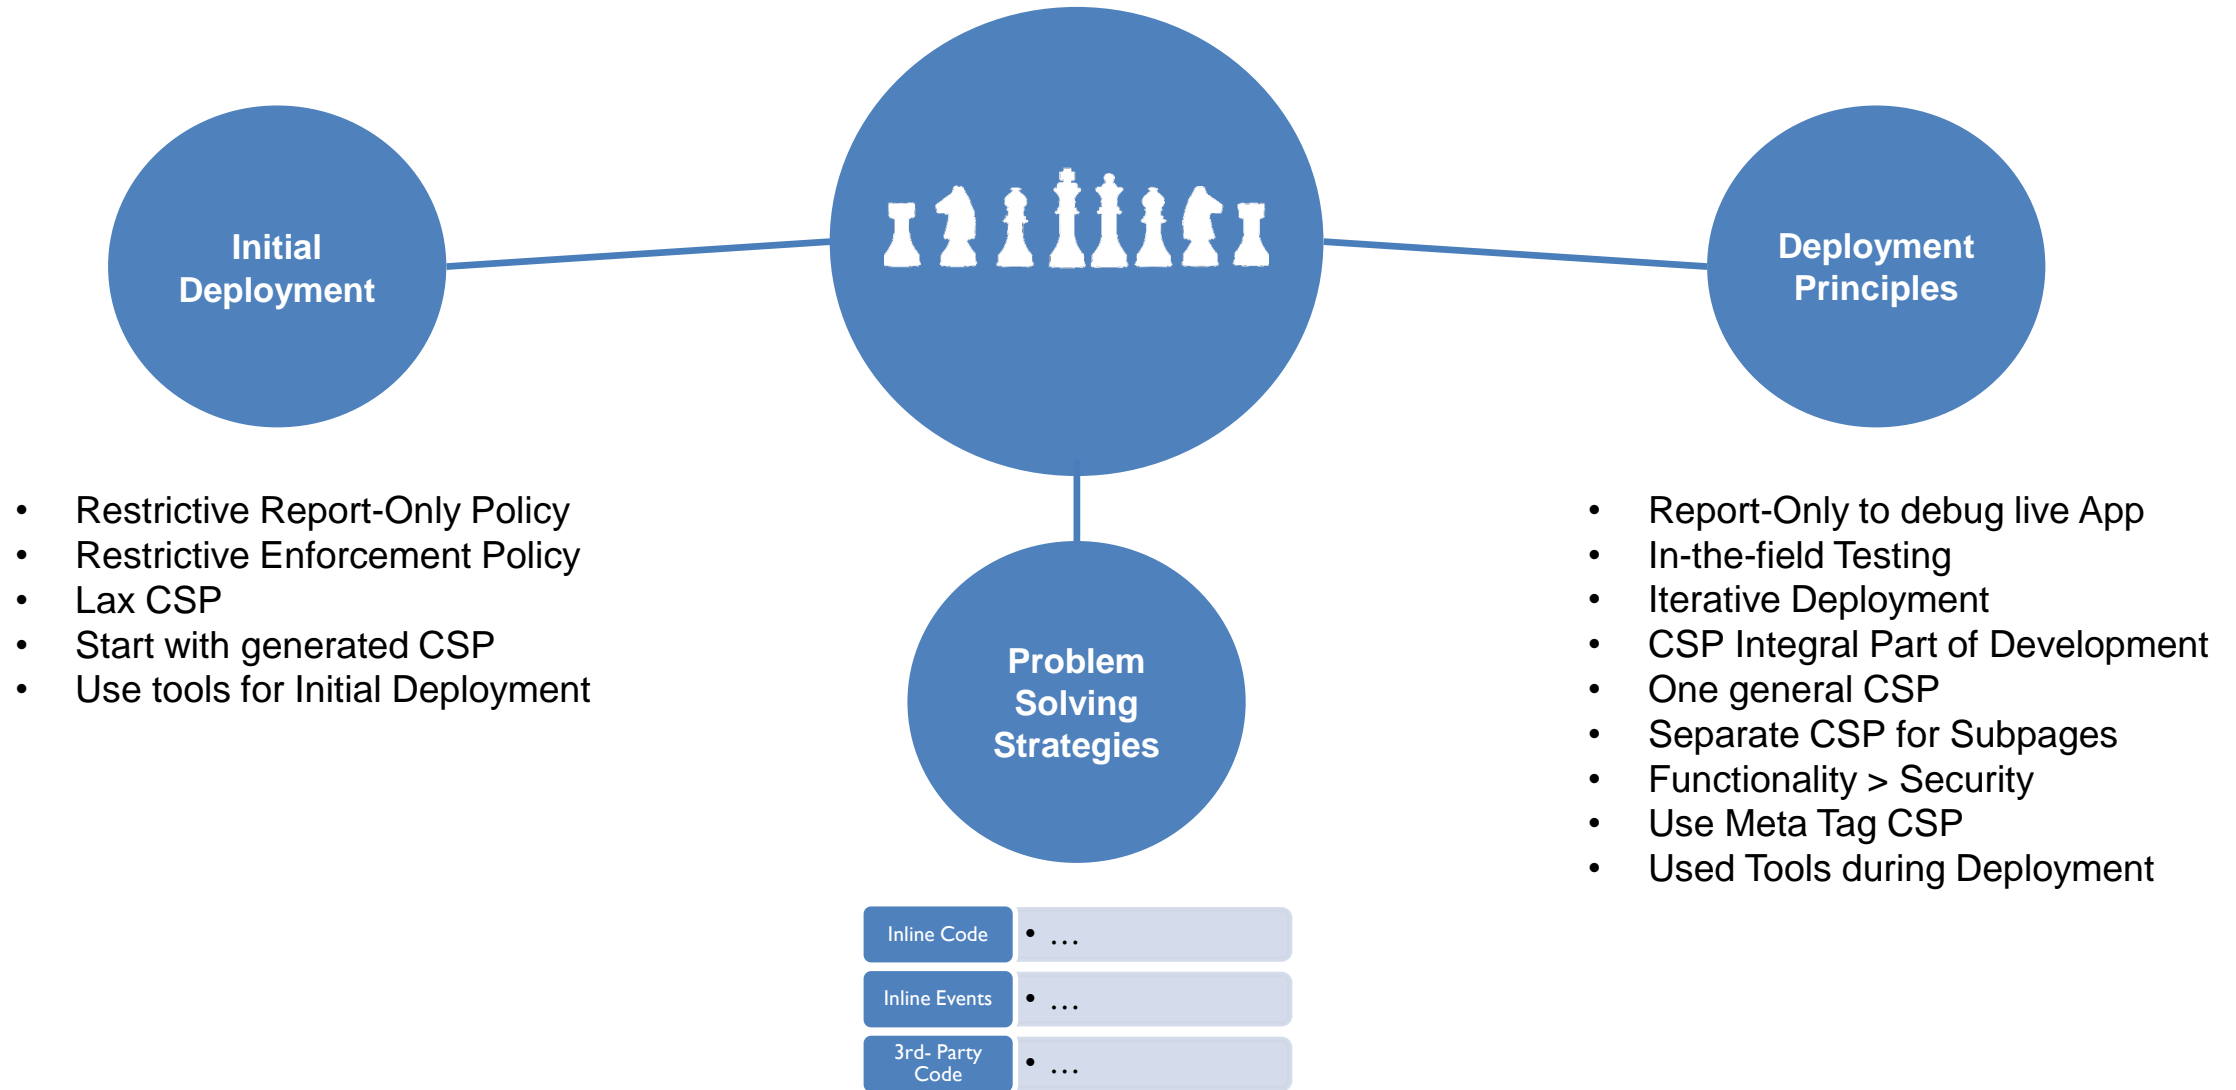 Initial
Deployment
• Restrictive Report-Only Policy
• Restrictive Enforcement Policy
• Lax CSP
• Start with generated CSP
• Use tools for Initial Deployment
Problem
Solving
Strategies
Inline Code
• …
Inline Events
• …
3rd- Party
Code
• …
Deployment
Principles
• Report-Only to debug live App
• In-the-field Testing
• Iterative Deployment
• CSP Integral Part of Development
• One general CSP
• Separate CSP for Subpages
• Functionality > Security
• Use Meta Tag CSP
• Used Tools during Deployment